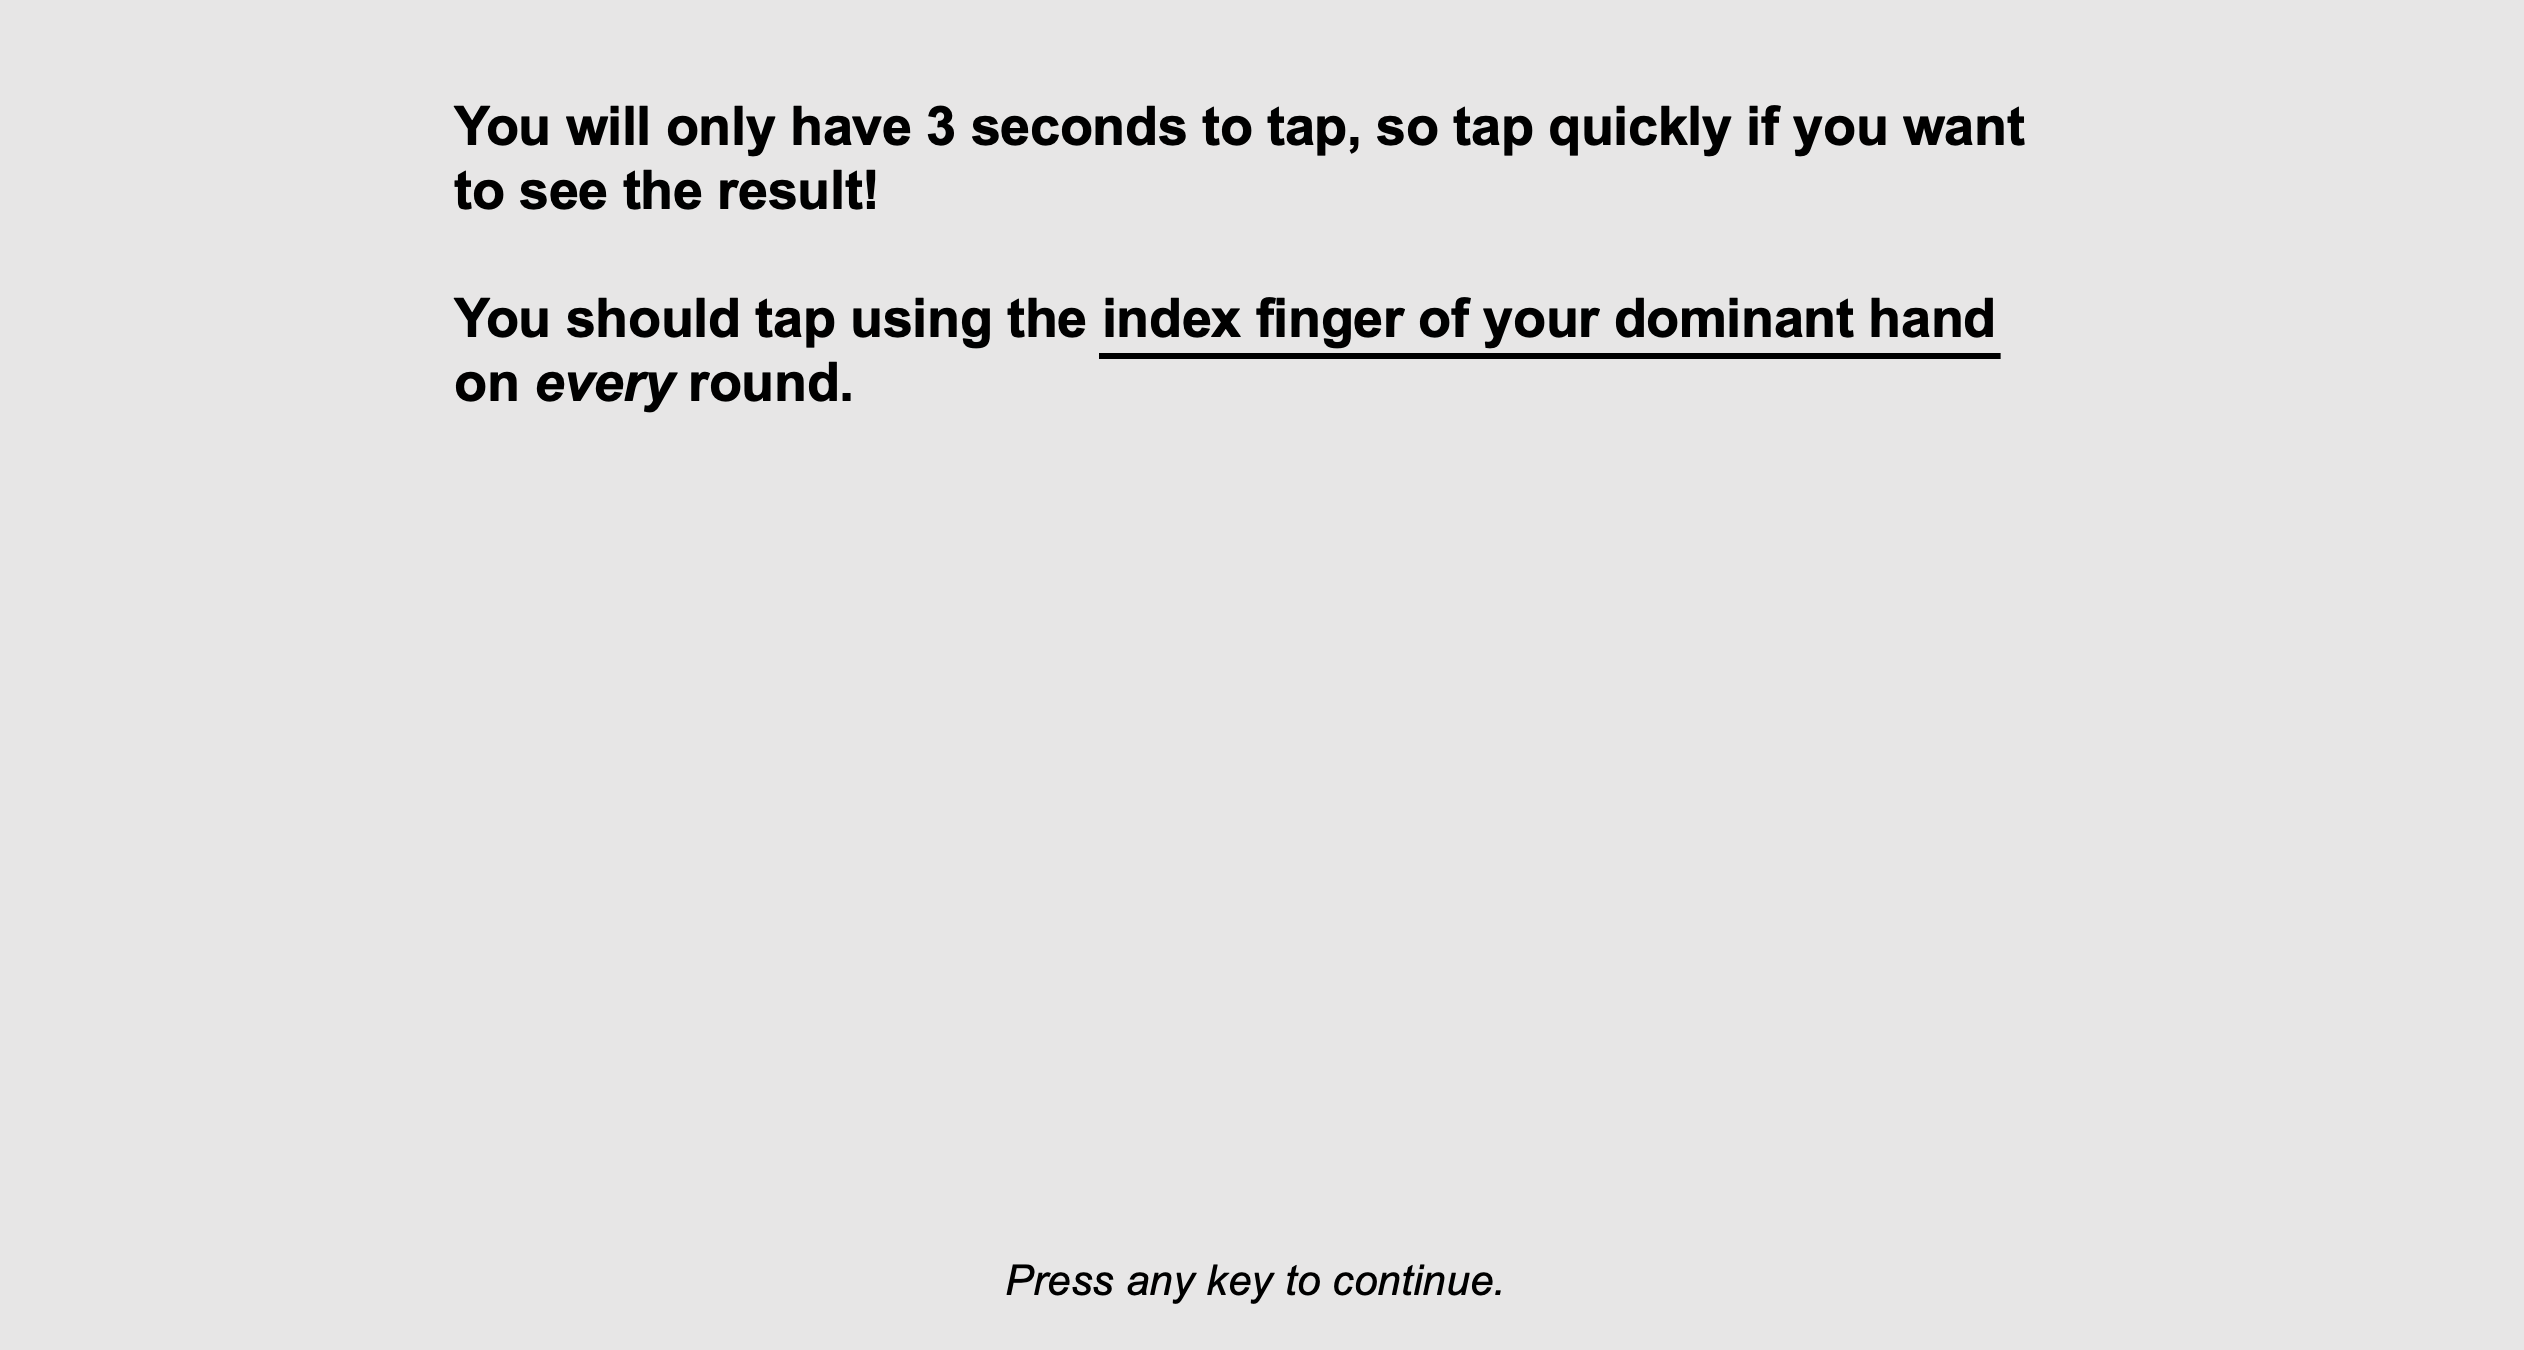 You will only have 3 seconds to tap, so tap quickly if you want
to see the result!
You should tap using the index finger of your dominant hand
on every round.
Press any key to continue.